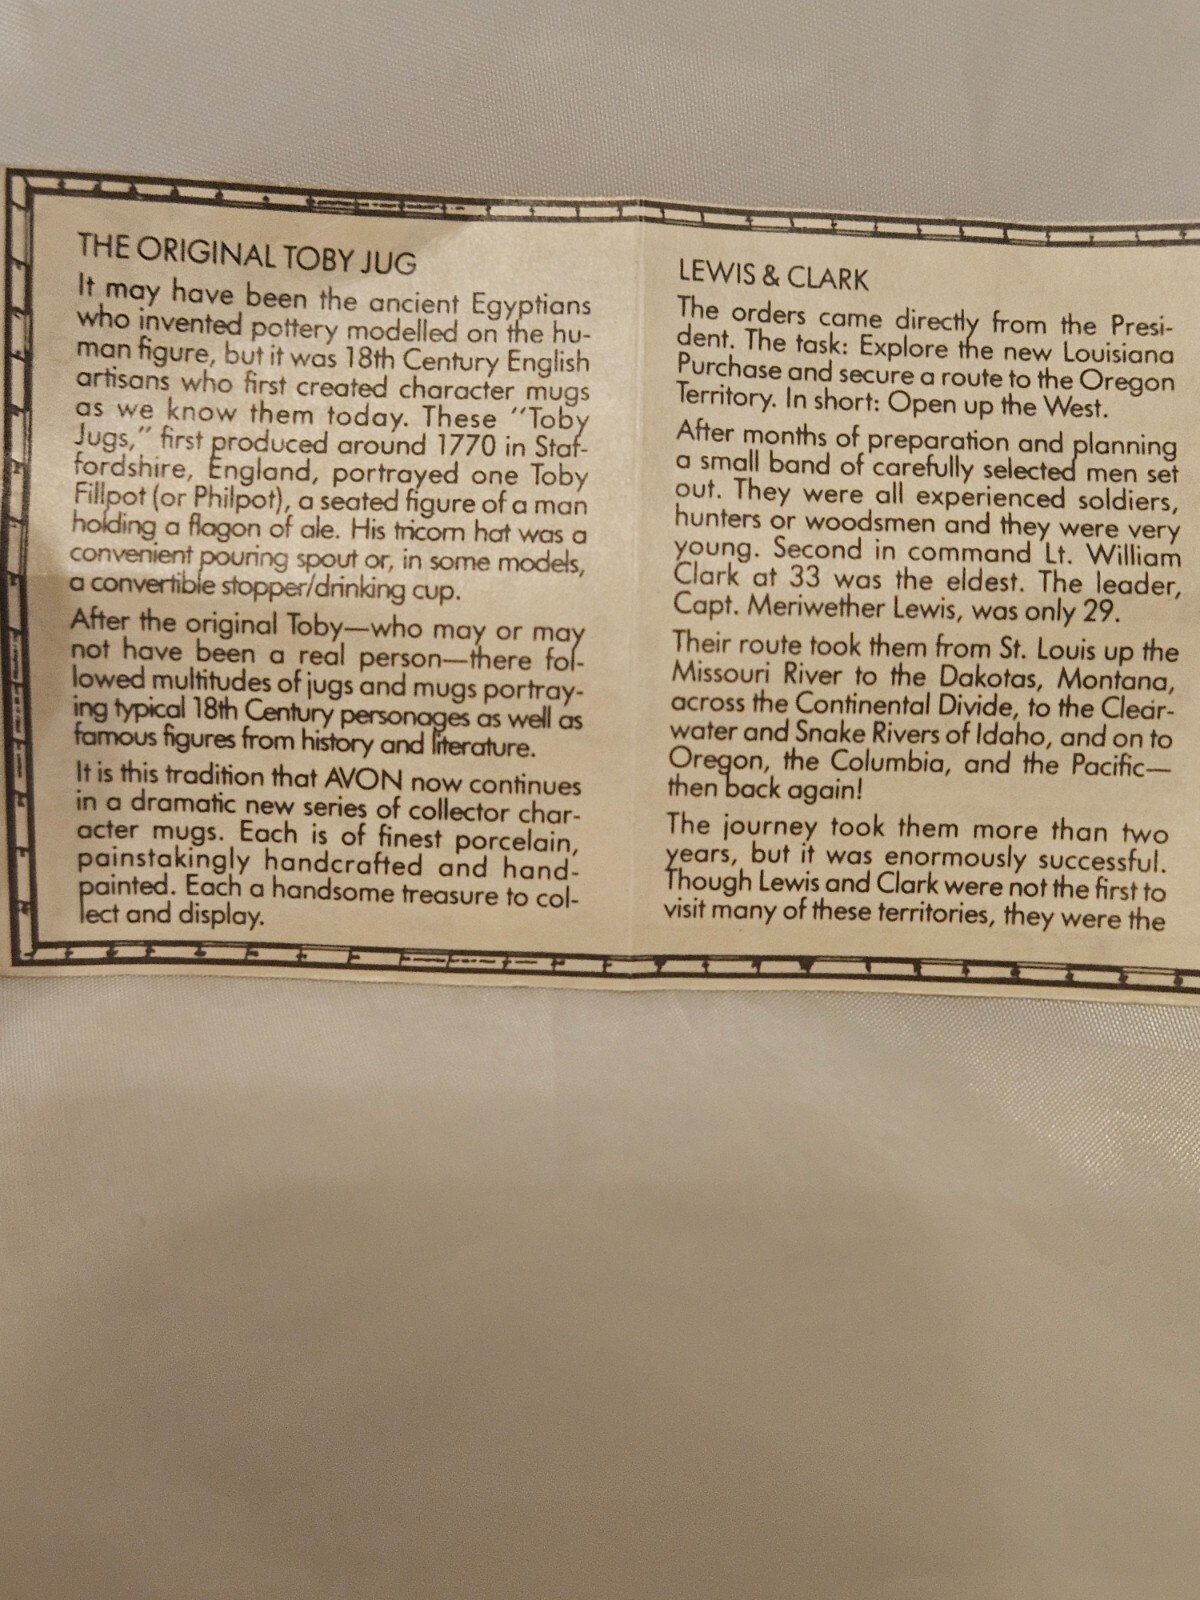 THE ORIGINAL TOBY JUG
It may have been the ancient Egyptians
who invented pottery modelled on the hu-
man figure, but it was 18th Century English
artisans who first created character mugs
as we know them today. These "Toby
Jugs," first produced around 1770 in Staf-
fordshire, England, portrayed one Toby
Fillpot (or Philpot), a seated figure of a man
holding a flagon of ale. His tricorn hat was a
convenient pouring spout or, in some models,
a convertible stopper/drinking cup.
After the original Toby—who may or may
not have been a real person—there fol-
lowed multitudes of jugs and mugs portray-
ing typical 18th Century personages as well as
famous figures from history and literature.
It is this tradition that AVON now continues
in a dramatic new series of collector char-
acter mugs. Each is of finest porcelain,
painstakingly handcrafted and hand-
painted. Each a handsome treasure to col-
lect and display.
LEWIS & CLARK
The orders came directly from the Presi-
dent. The task: Explore the new Louisiana
Purchase and secure a route to the Oregon
Territory. In short: Open up the West.
After months of preparation and planning
a small band of carefully selected men set
out. They were all experienced soldiers,
hunters or woodsmen and they were very
young. Second in command Lt. William
Clark at 33 was the eldest. The leader,
Capt. Meriwether Lewis, was only 29.
Their route took them from St. Louis up the
Missouri River to the Dakotas, Montana,
across the Continental Divide, to the Clear-
water and Snake Rivers of Idaho, and on to
Oregon, the Columbia, and the Pacific—
then back again!
The journey took them more than two
years, but it was enormously successful.
Though Lewis and Clark were not the first to
visit many of these territories, they were the